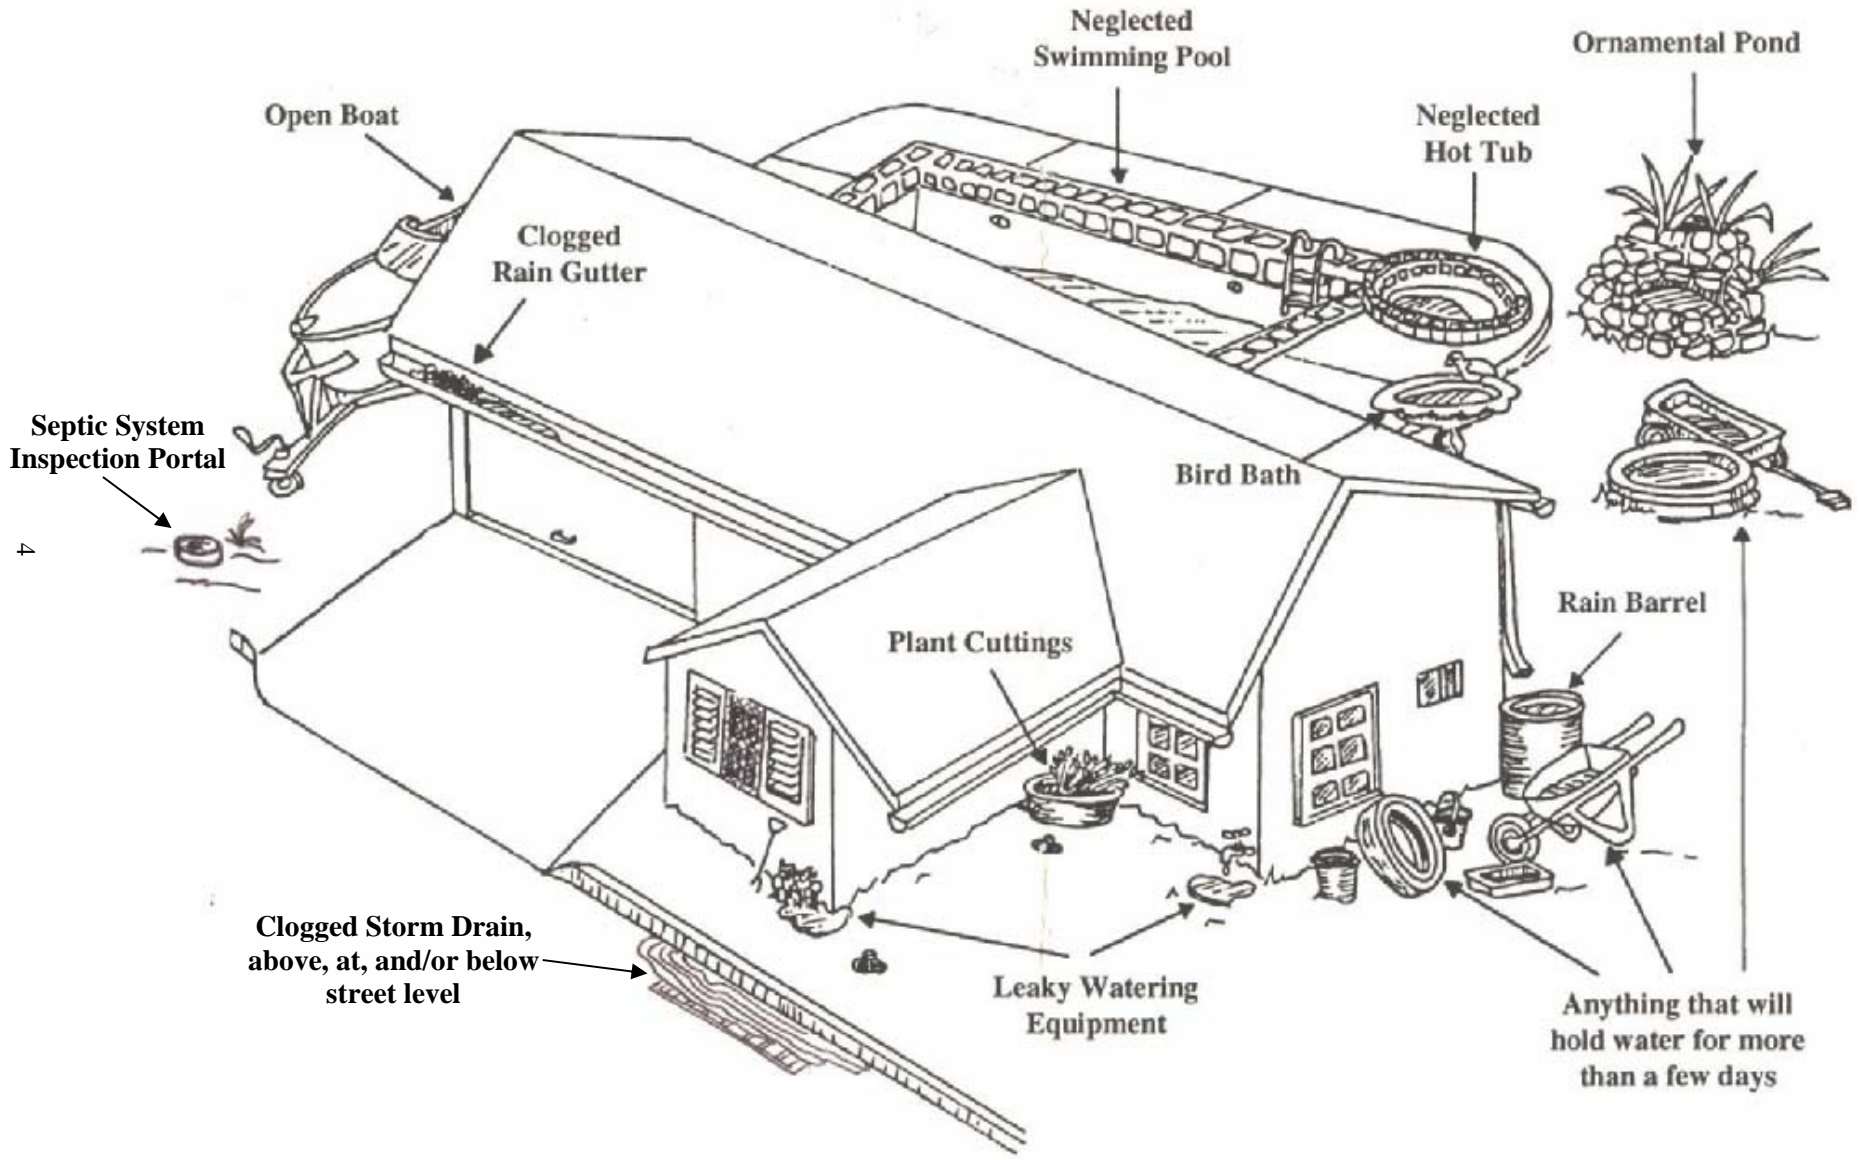 Neglected
Swimming Pool
Ornamental Pond
Open Boat
Neglected
Hot Tub
Clogged
Rain Gutter
Septic System
Inspection Portal
Bird Bath
4
Rain Barrel
Plant Cuttings
Clogged Storm Drain,
above, at, and/or below
street level
Leaky Watering
Equipment
Anything that will
hold water for more
than a few days